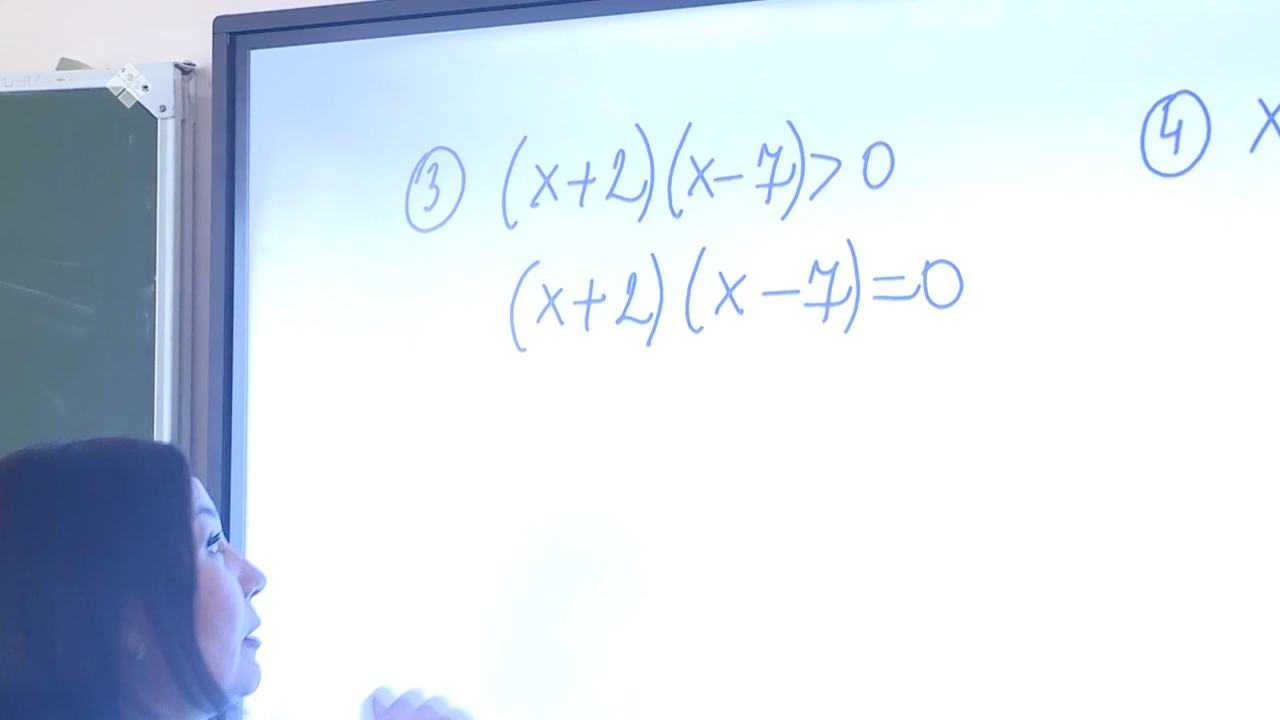 ③ (x+2)(x-7)>0
(x+2)(x-7)=0
④ x